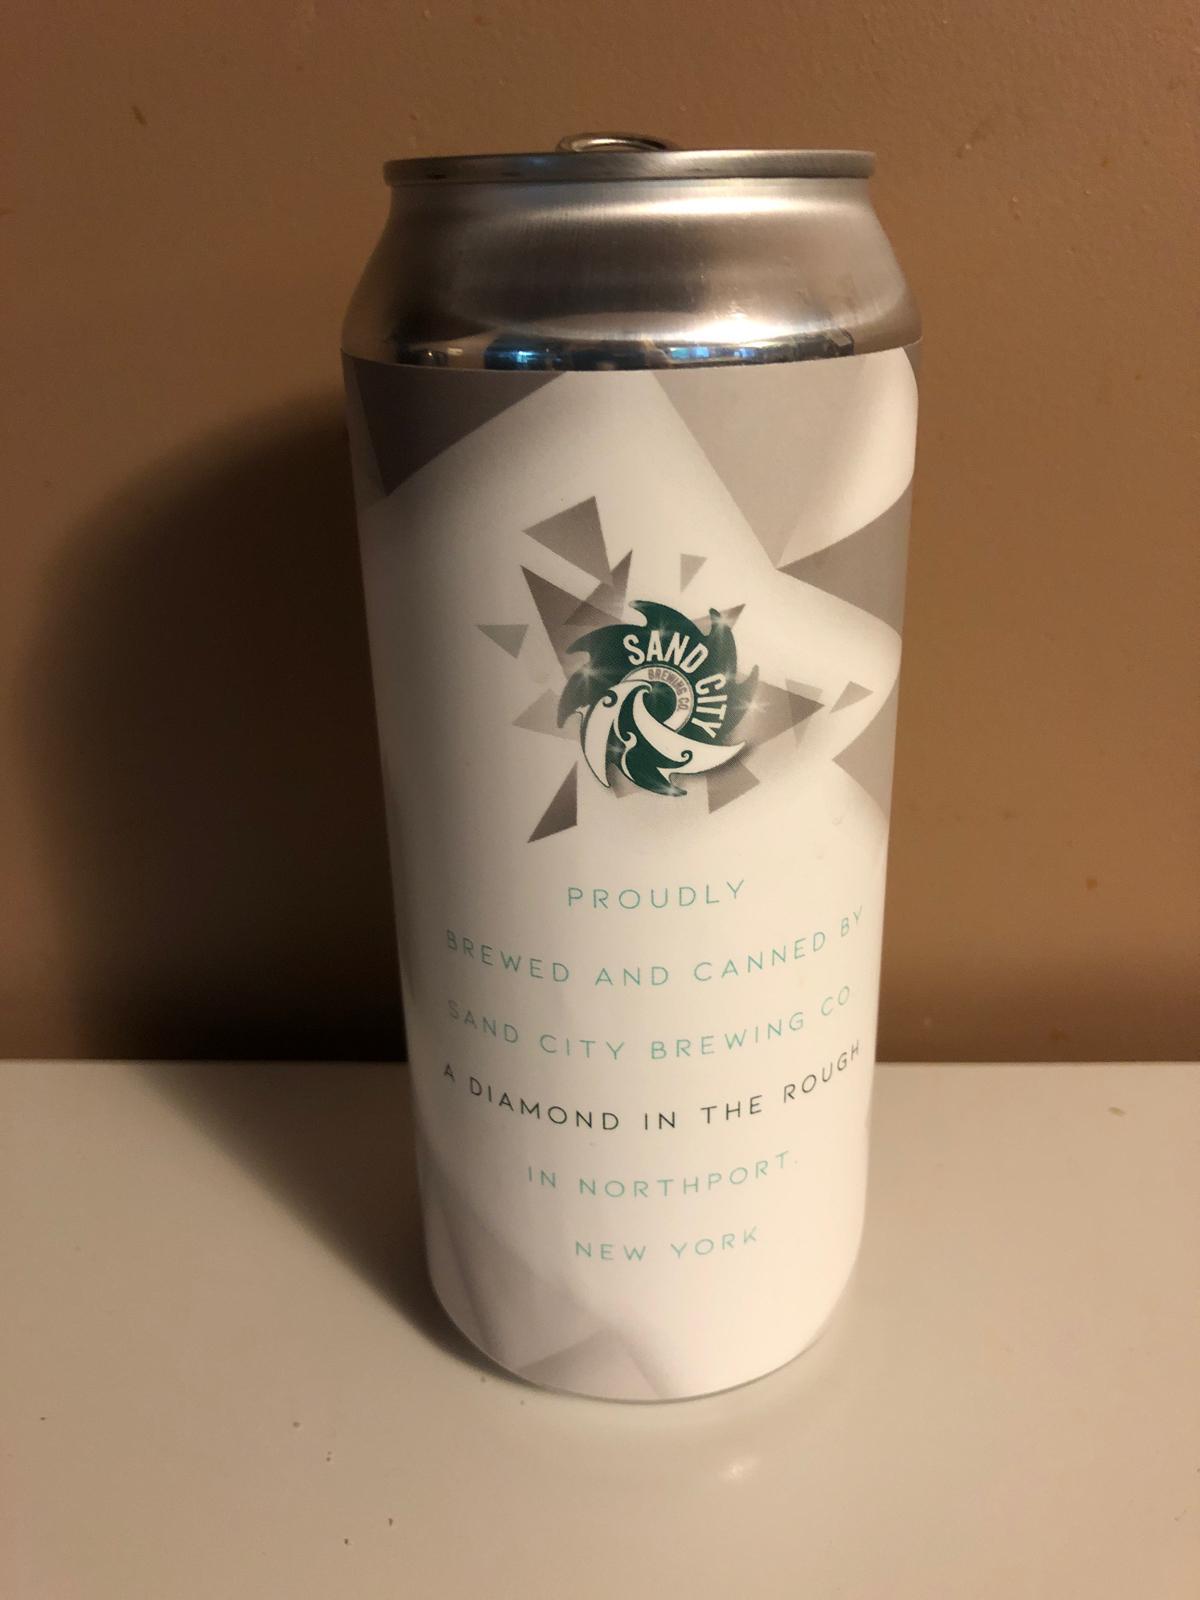 SAND CITY
BREWING CO.
PROUDLY
BREWED AND CANNED BY
SAND CITY BREWING CO.
A DIAMOND IN THE ROUGH
IN NORTHPORT,
NEW YORK